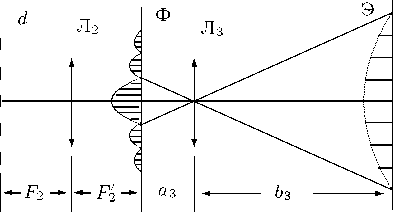 d Л₂ Ф Л₃ Э
F₂ F₂′ a₃ b₃